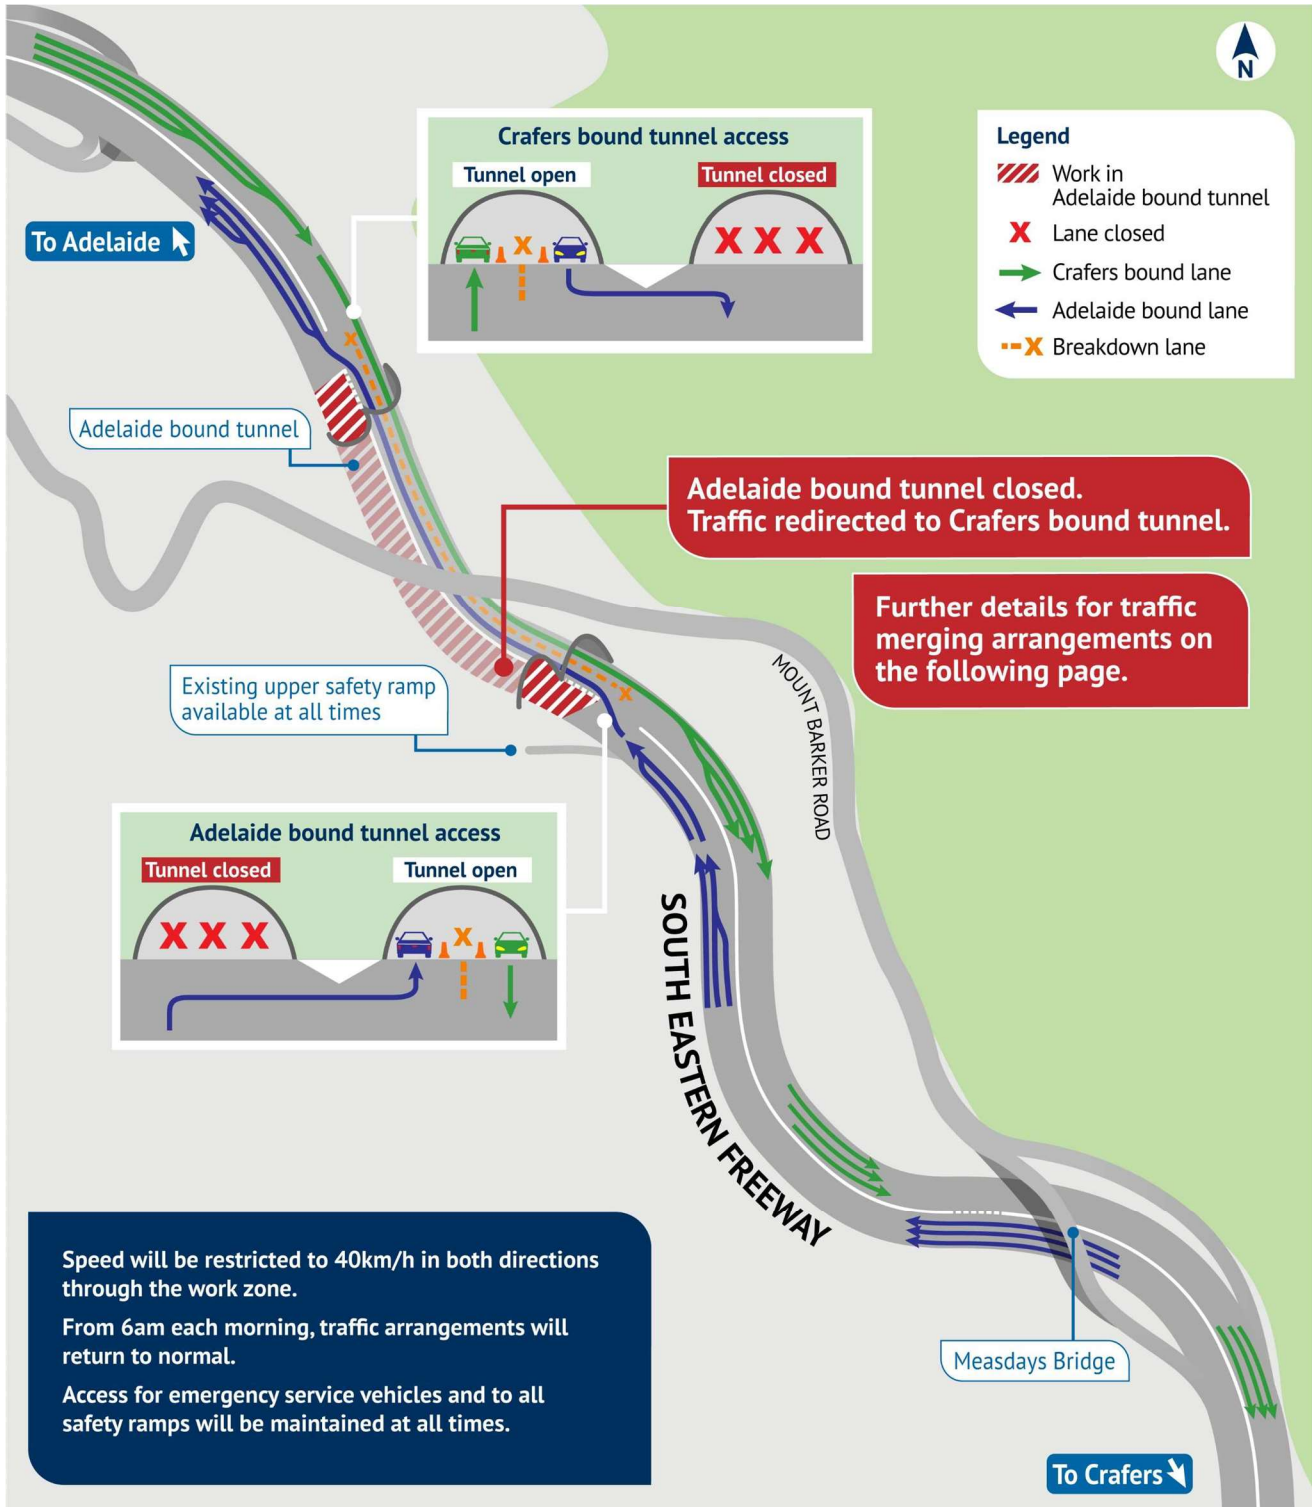 N
Crafers bound tunnel access
Tunnel open
Tunnel closed
X
X X X
Legend
Work in
Adelaide bound tunnel
X Lane closed
Crafers bound lane
Adelaide bound lane
X Breakdown lane
To Adelaide
X
Adelaide bound tunnel
Adelaide bound tunnel closed.
Traffic redirected to Crafers bound tunnel.
Further details for traffic
merging arrangements on
the following page.
Existing upper safety ramp
available at all times
X
MOUNT BARKER ROAD
Adelaide bound tunnel access
Tunnel closed
Tunnel open
X X X
X
SOUTH EASTERN FREEWAY
Speed will be restricted to 40km/h in both directions
through the work zone.
From 6am each morning, traffic arrangements will
return to normal.
Access for emergency service vehicles and to all
safety ramps will be maintained at all times.
Measdays Bridge
To Crafers